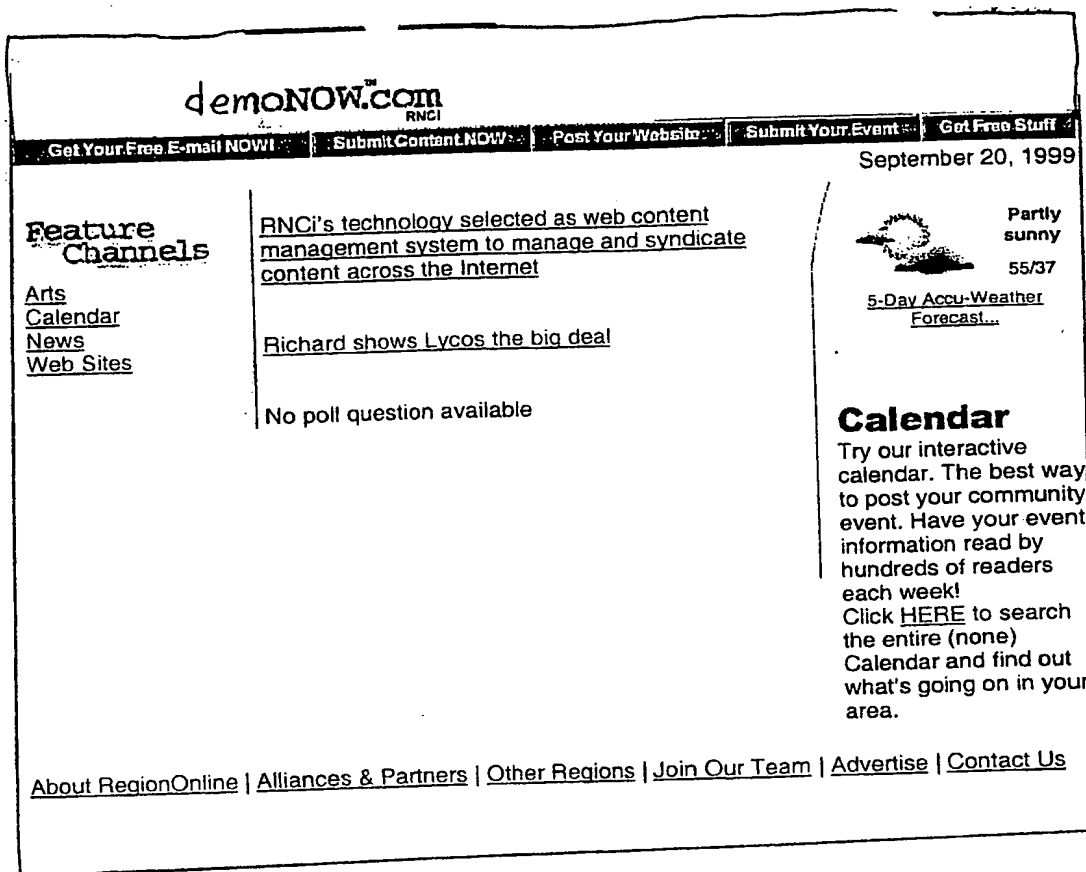 demoNOW.™com
RNCI
Get Your Free E-mail NOW! Submit Content NOW Post Your Website Submit Your Event Get Free Stuff
September 20, 1999
Feature
Channels
Arts
Calendar
News
Web Sites
RNCi's technology selected as web content
management system to manage and syndicate
content across the Internet
Richard shows Lycos the big deal
No poll question available
Partly
sunny
55/37
5-Day Accu-Weather
Forecast...
Calendar
Try our interactive
calendar. The best way
to post your community
event. Have your event
information read by
hundreds of readers
each week!
Click HERE to search
the entire (none)
Calendar and find out
what's going on in your
area.
About RegionOnline | Alliances & Partners | Other Regions | Join Our Team | Advertise | Contact Us